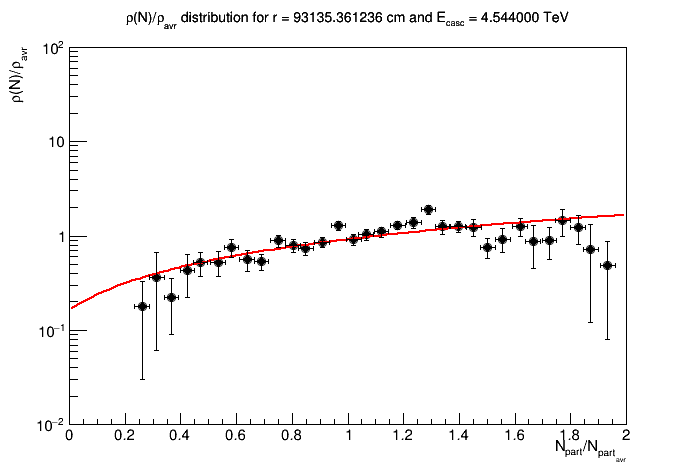 ρ(N)/ρavr distribution for r = 93135.361236 cm and Ecasc = 4.544000 TeV
ρ(N)/ρavr
10²
10
1
10⁻¹
10⁻²
0 0.2 0.4 0.6 0.8 1 1.2 1.4 1.6 1.8 2
Npart/Npartavr